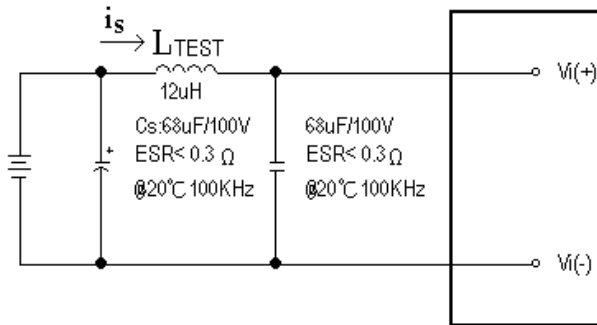 is
LTEST
12uH
Vi(+)
Cs:68uF/100V
ESR< 0.3 Ω
@20℃ 100KHz
68uF/100V
ESR< 0.3 Ω
@20℃ 100KHz
+
Vi(-)